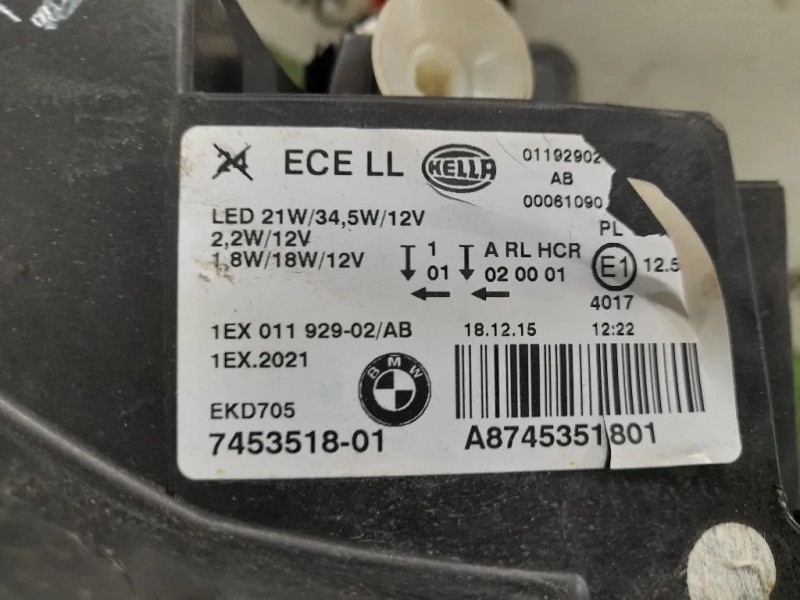 24 ECE LL HELLA 01192902
AB
00061090
LED 21W/34,5W/12V
2,2W/12V
1,8W/18W/12V
1 A RL HCR
01 02 00 01
PL
E1 12.5
4017
1EX 011 929-02/AB 18.12.15 12:22
1EX.2021
BMW
EKD705
7453518-01 A8745351801